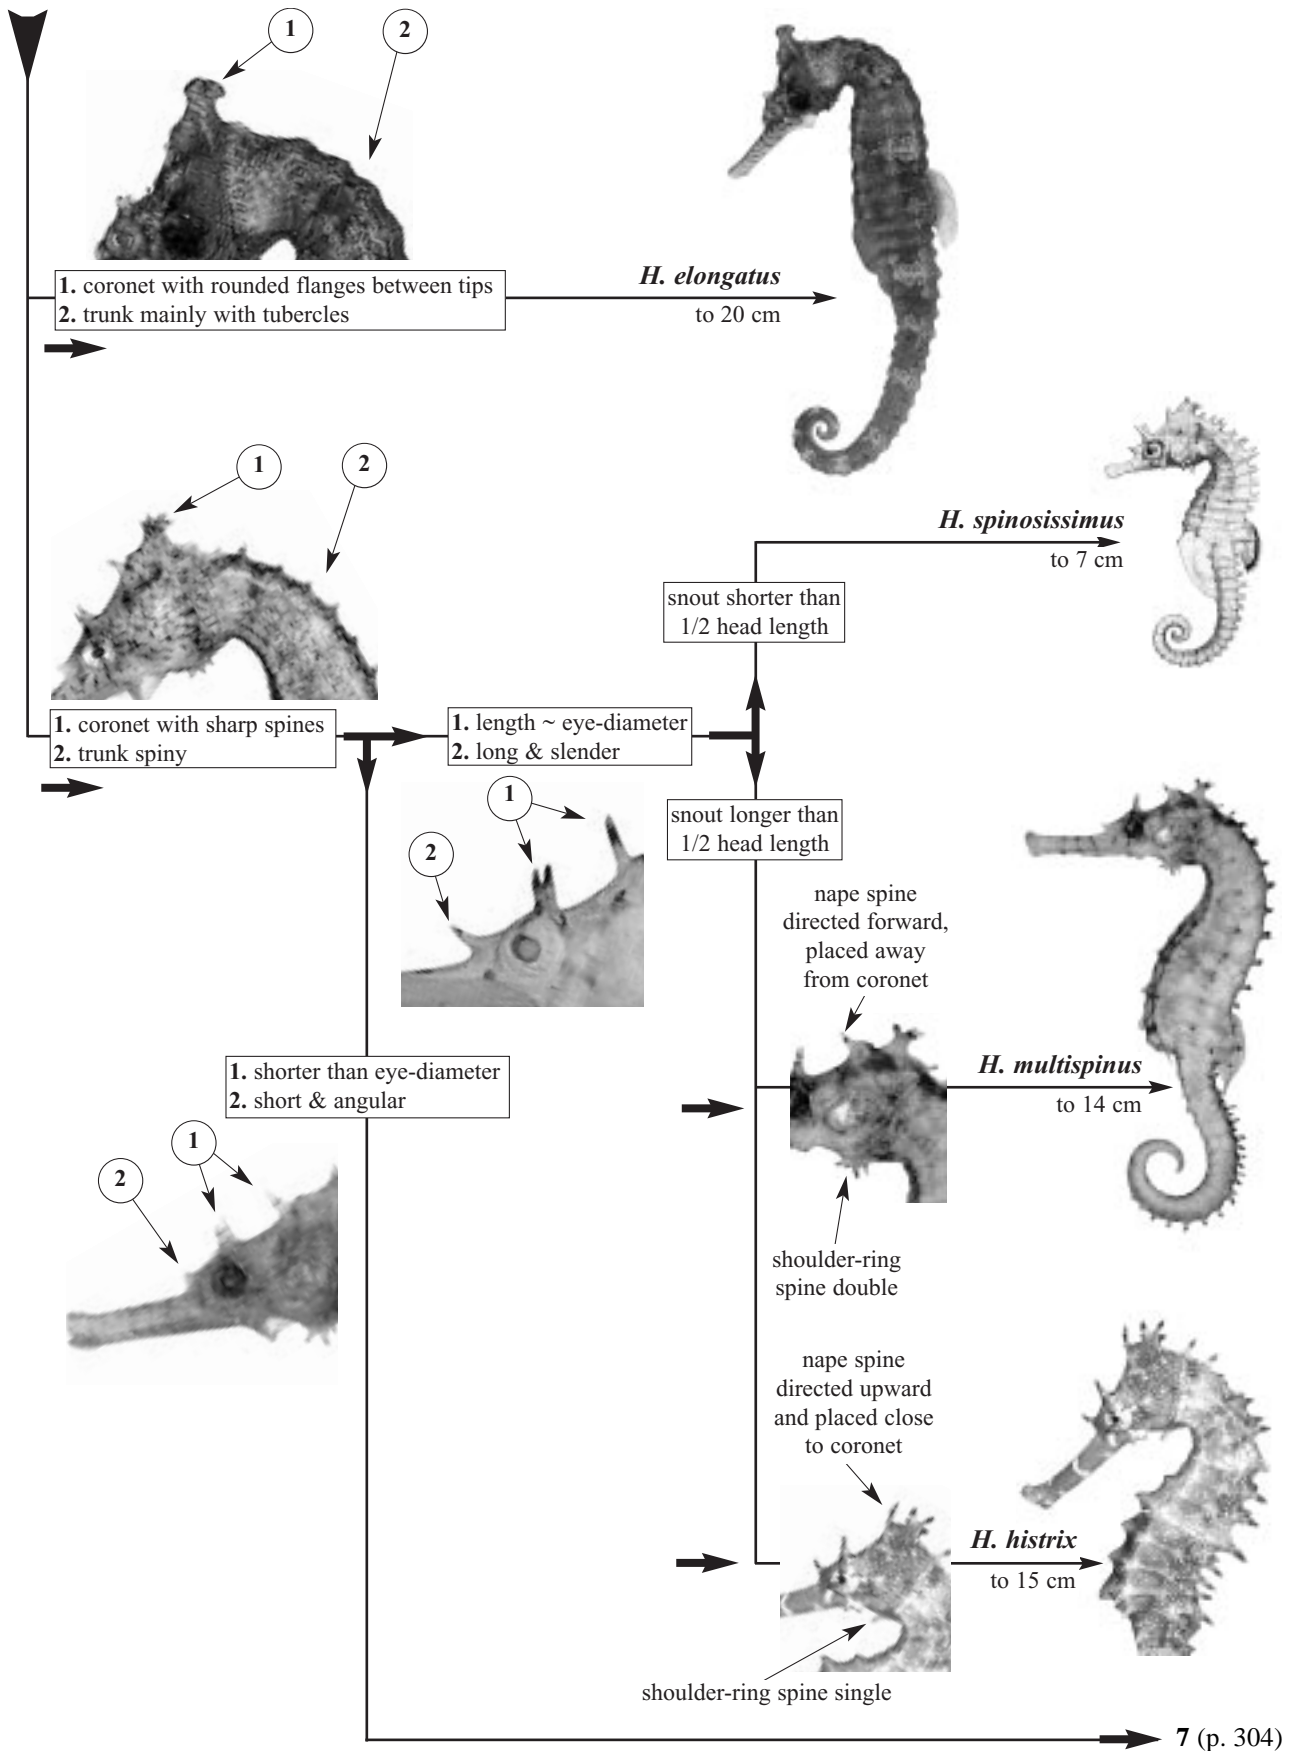 1
2
1. coronet with rounded flanges between tips
2. trunk mainly with tubercles
H. elongatus
to 20 cm
1
2
H. spinosissimus
to 7 cm
snout shorter than
1/2 head length
1. coronet with sharp spines
2. trunk spiny
1. length ~ eye-diameter
2. long & slender
1
2
snout longer than
1/2 head length
nape spine
directed forward,
placed away
from coronet
H. multispinus
to 14 cm
shoulder-ring
spine double
1. shorter than eye-diameter
2. short & angular
1
2
nape spine
directed upward
and placed close
to coronet
H. histrix
to 15 cm
shoulder-ring spine single
7 (p. 304)